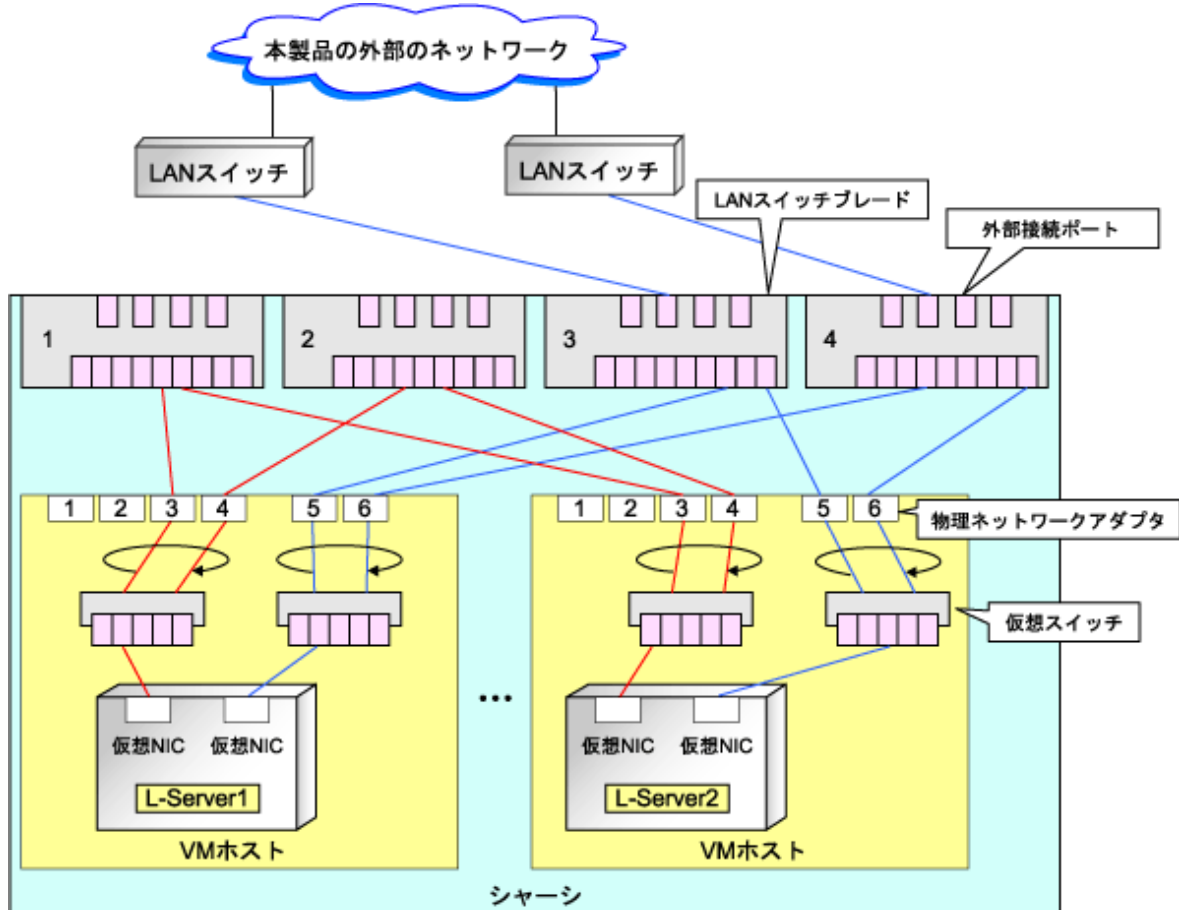 本製品の外部のネットワーク
LANスイッチ
LANスイッチ
LANスイッチブレード
外部接続ポート
1
2
3
4
1 2 3 4 5 6
1 2 3 4 5 6
物理ネットワークアダプタ
仮想スイッチ
...
仮想NIC 仮想NIC
仮想NIC 仮想NIC
L-Server1
L-Server2
VMホスト
VMホスト
シャーシ